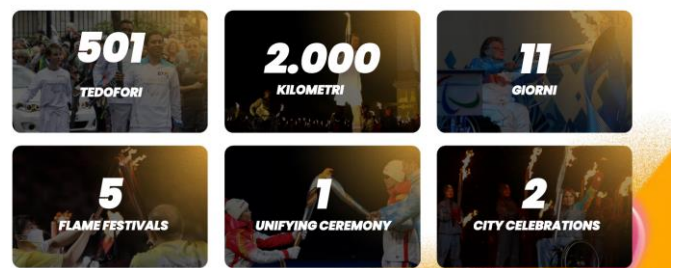 501
TEDOFORI
2.000
KILOMETRI
11
GIORNI
5
FLAME FESTIVALS
1
UNIFYING CEREMONY
2
CITY CELEBRATIONS